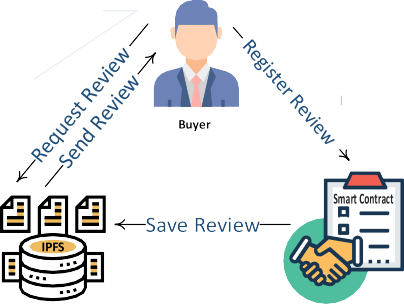 Request Review
Send Review
Register Review
Buyer
Smart Contract
Save Review
IPFS